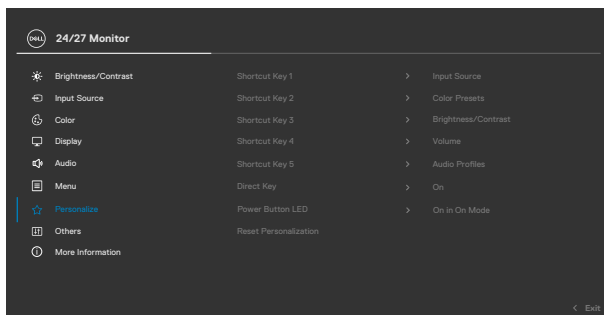 DELL 24/27 Monitor
Brightness/Contrast Shortcut Key 1 > Input Source
Input Source Shortcut Key 2 > Color Presets
Color Shortcut Key 3 > Brightness/Contrast
Display Shortcut Key 4 > Volume
Audio Shortcut Key 5 > Audio Profiles
Menu Direct Key > On
Personalize Power Button LED > On in On Mode
Others Reset Personalization
More Information
< Exit